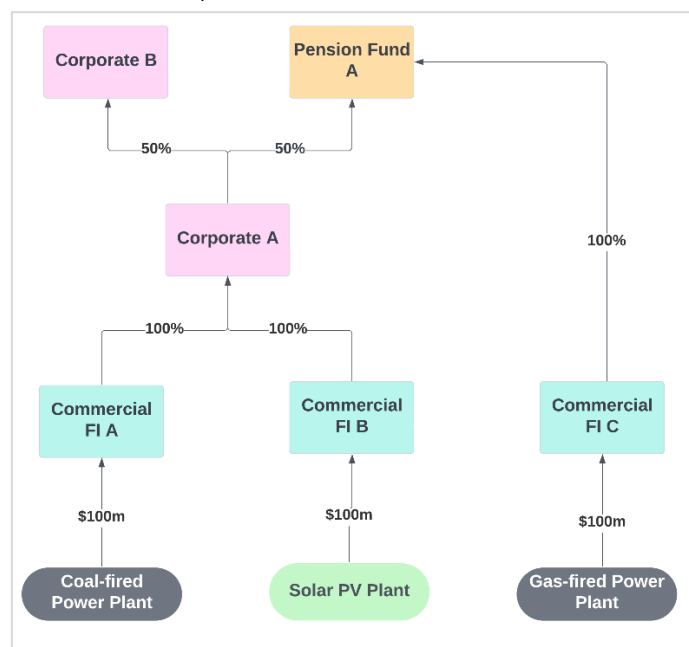 Corporate B
Pension Fund
A
50%
50%
Corporate A
100%
100%
100%
Commercial
FI A
Commercial
FI B
Commercial
FI C
$100m
$100m
$100m
Coal-fired
Power Plant
Solar PV Plant
Gas-fired Power
Plant